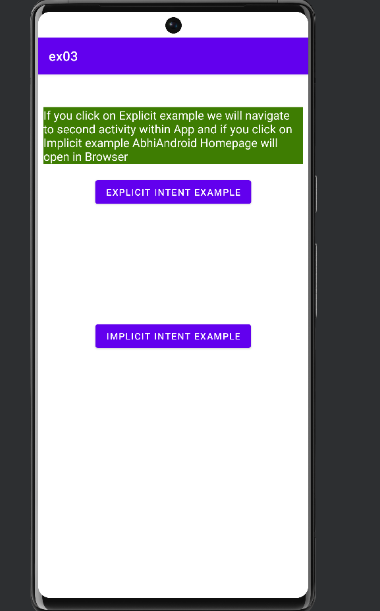 ex03
If you click on Explicit example we will navigate
to second activity within App and if you click on
Implicit example AbhiAndroid Homepage will
open in Browser
EXPLICIT INTENT EXAMPLE
IMPLICIT INTENT EXAMPLE